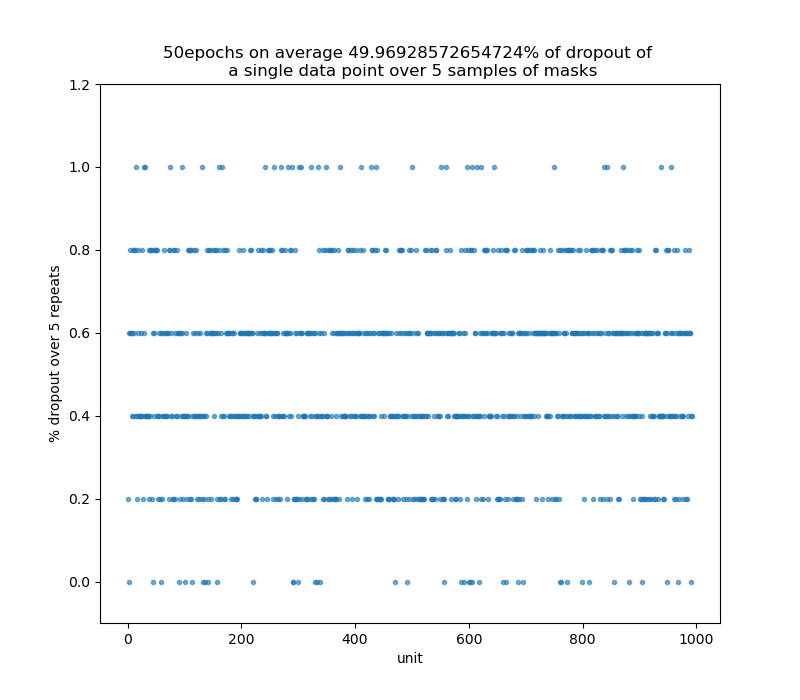 50epochs on average 49.96928572654724% of dropout of
a single data point over 5 samples of masks
1.2
1.0
0.8
0.6
0.4
0.2
0.0
% dropout over 5 repeats
0 200 400 600 800 1000
unit